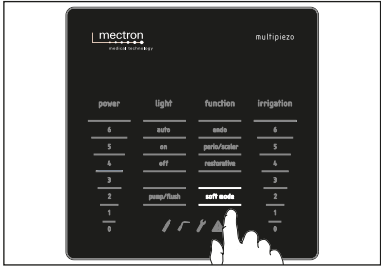 mectron
medical technology
multipiezo
power light function irrigation
6 auto endo 6
5 on perio/scaler 5
4 off restorative 4
3 3
2 pump/flush soft mode 2
1 1
0 0